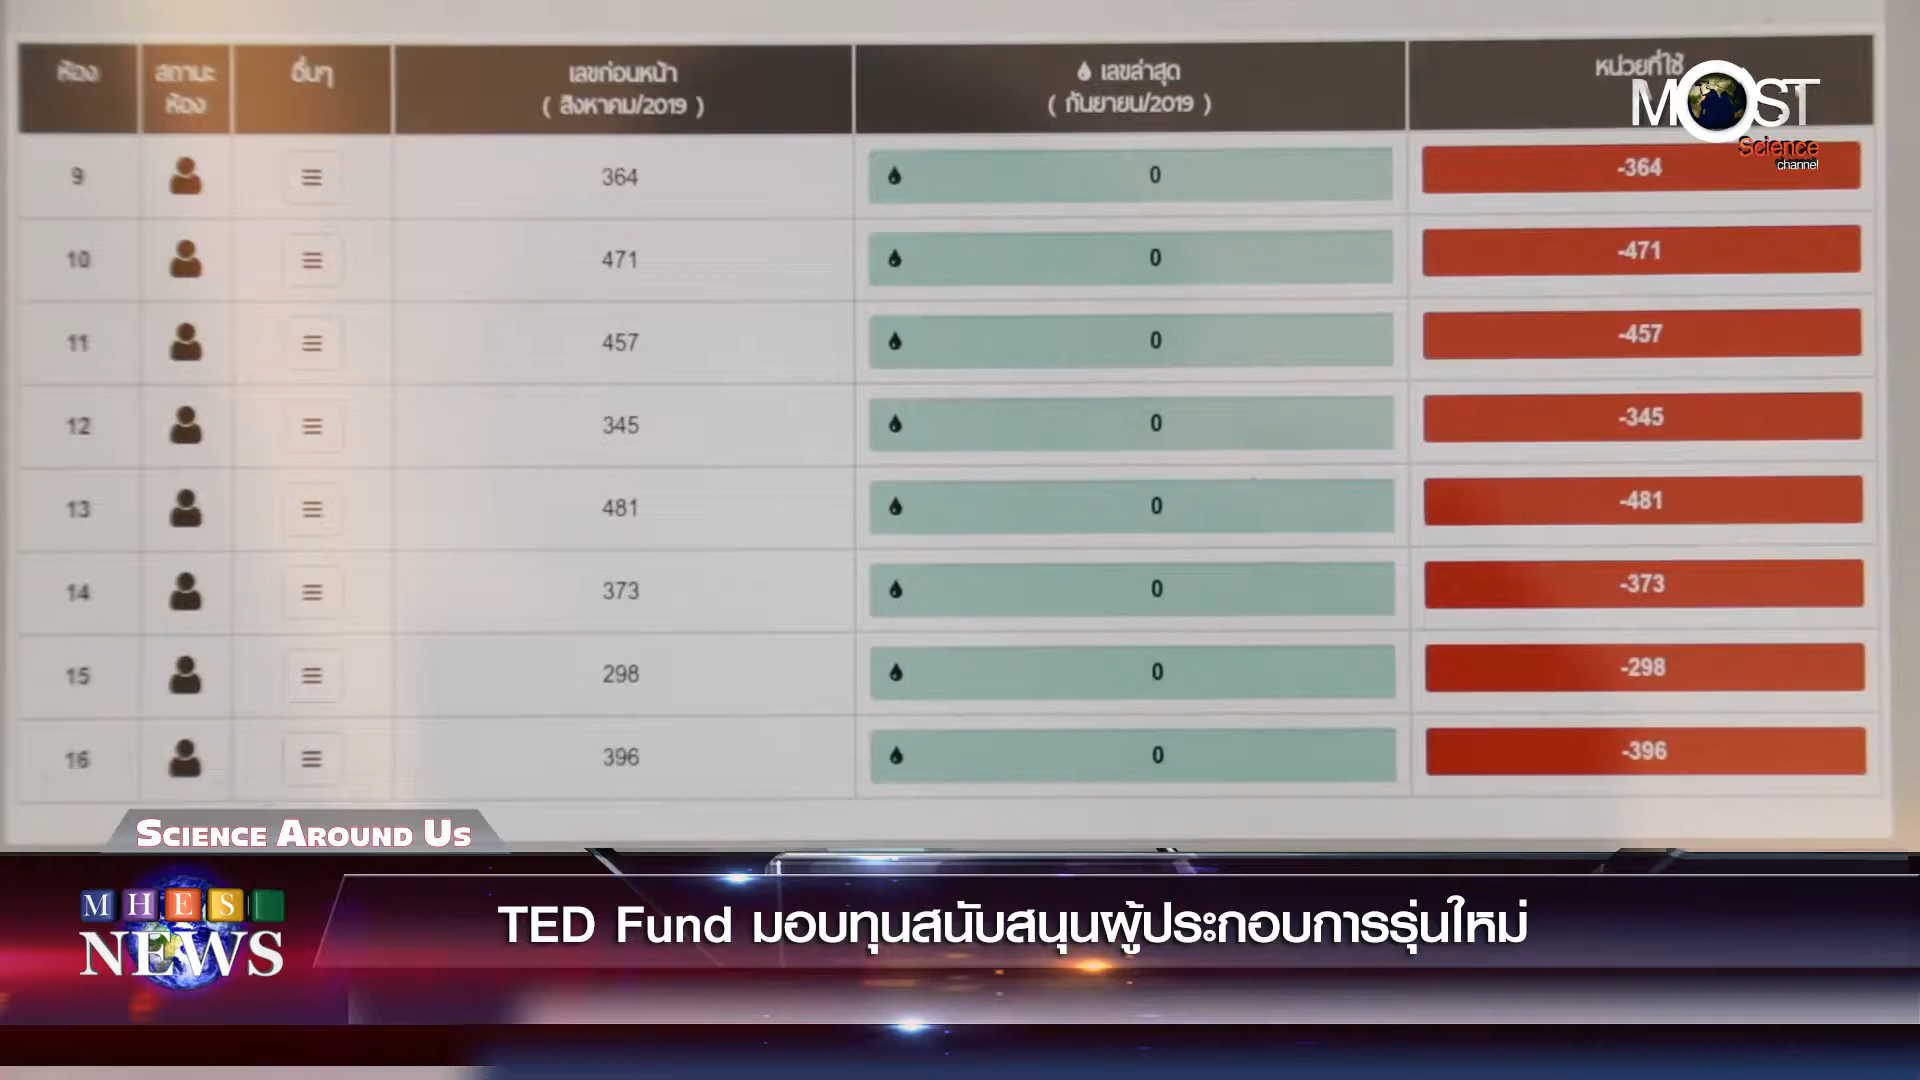 ห้อง สถานะ อื่นๆ เลขก่อนหน้า เลขล่าสุด หน่วยที่ใช้
ห้อง ( สิงหาคม/2019 ) ( กันยายน/2019 )
MOST
Science
channel
9 364 0 -364
10 471 0 -471
11 457 0 -457
12 345 0 -345
13 481 0 -481
14 373 0 -373
15 298 0 -298
16 396 0 -396
SCIENCE AROUND US
MHESI
NEWS
TED Fund มอบทุนสนับสนุนผู้ประกอบการรุ่นใหม่